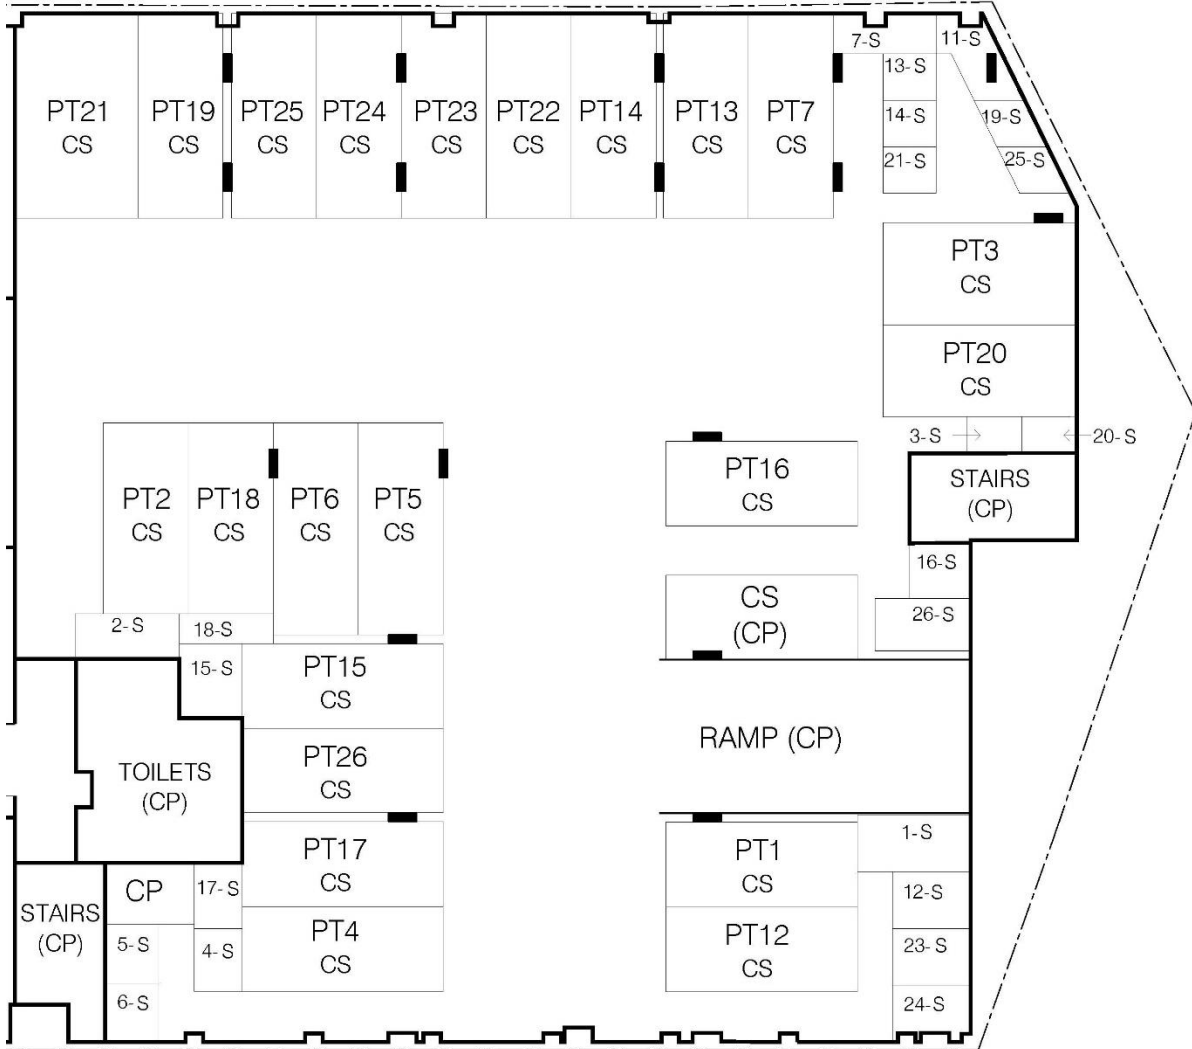 7-S
11-S
13-S
PT21
CS
PT19
CS
PT25
CS
PT24
CS
PT23
CS
PT22
CS
PT14
CS
PT13
CS
PT7
CS
14-S
19-S
21-S
25-S
PT3
CS
PT20
CS
3-S
20-S
PT16
CS
STAIRS
(CP)
PT2
CS
PT18
CS
PT6
CS
PT5
CS
16-S
CS
(CP)
26-S
2-S
18-S
15-S
PT15
CS
RAMP (CP)
TOILETS
(CP)
PT26
CS
1-S
PT17
CS
PT1
CS
CP
17-S
12-S
STAIRS
(CP)
5-S
4-S
PT4
CS
PT12
CS
23-S
6-S
24-S